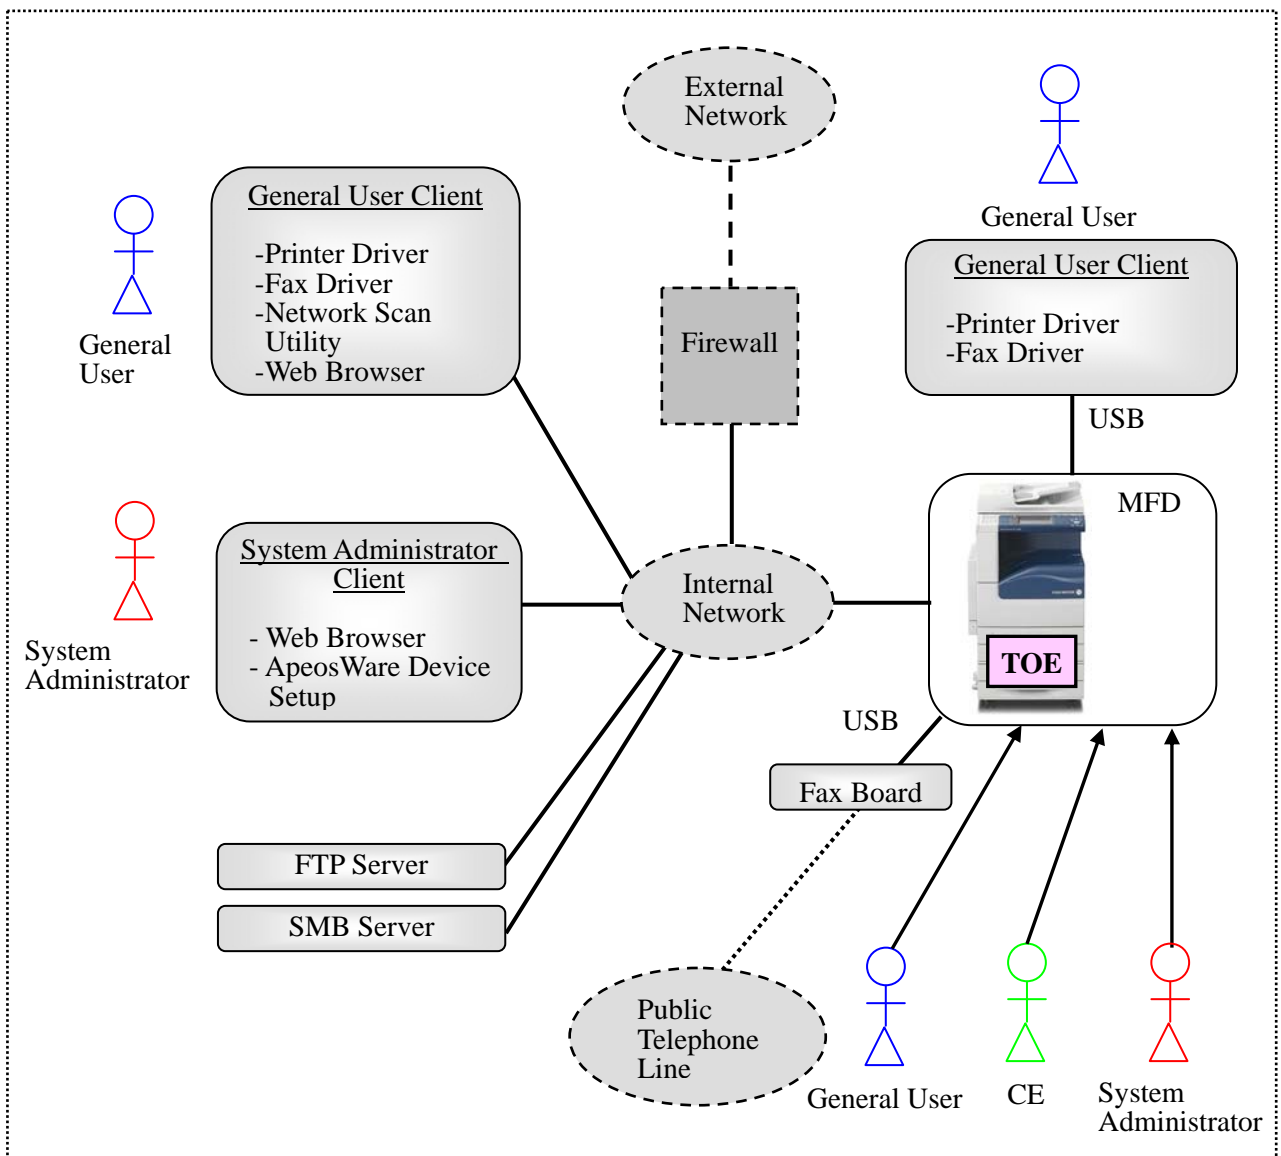 External
Network
General User
General User Client
-Printer Driver
-Fax Driver
-Network Scan
Utility
-Web Browser
General
User
General User Client
-Printer Driver
-Fax Driver
Firewall
USB
MFD
System Administrator
Client
- Web Browser
- ApeosWare Device
Setup
System
Administrator
Internal
Network
TOE
USB
Fax Board
FTP Server
SMB Server
Public
Telephone
Line
General User
CE
System
Administrator